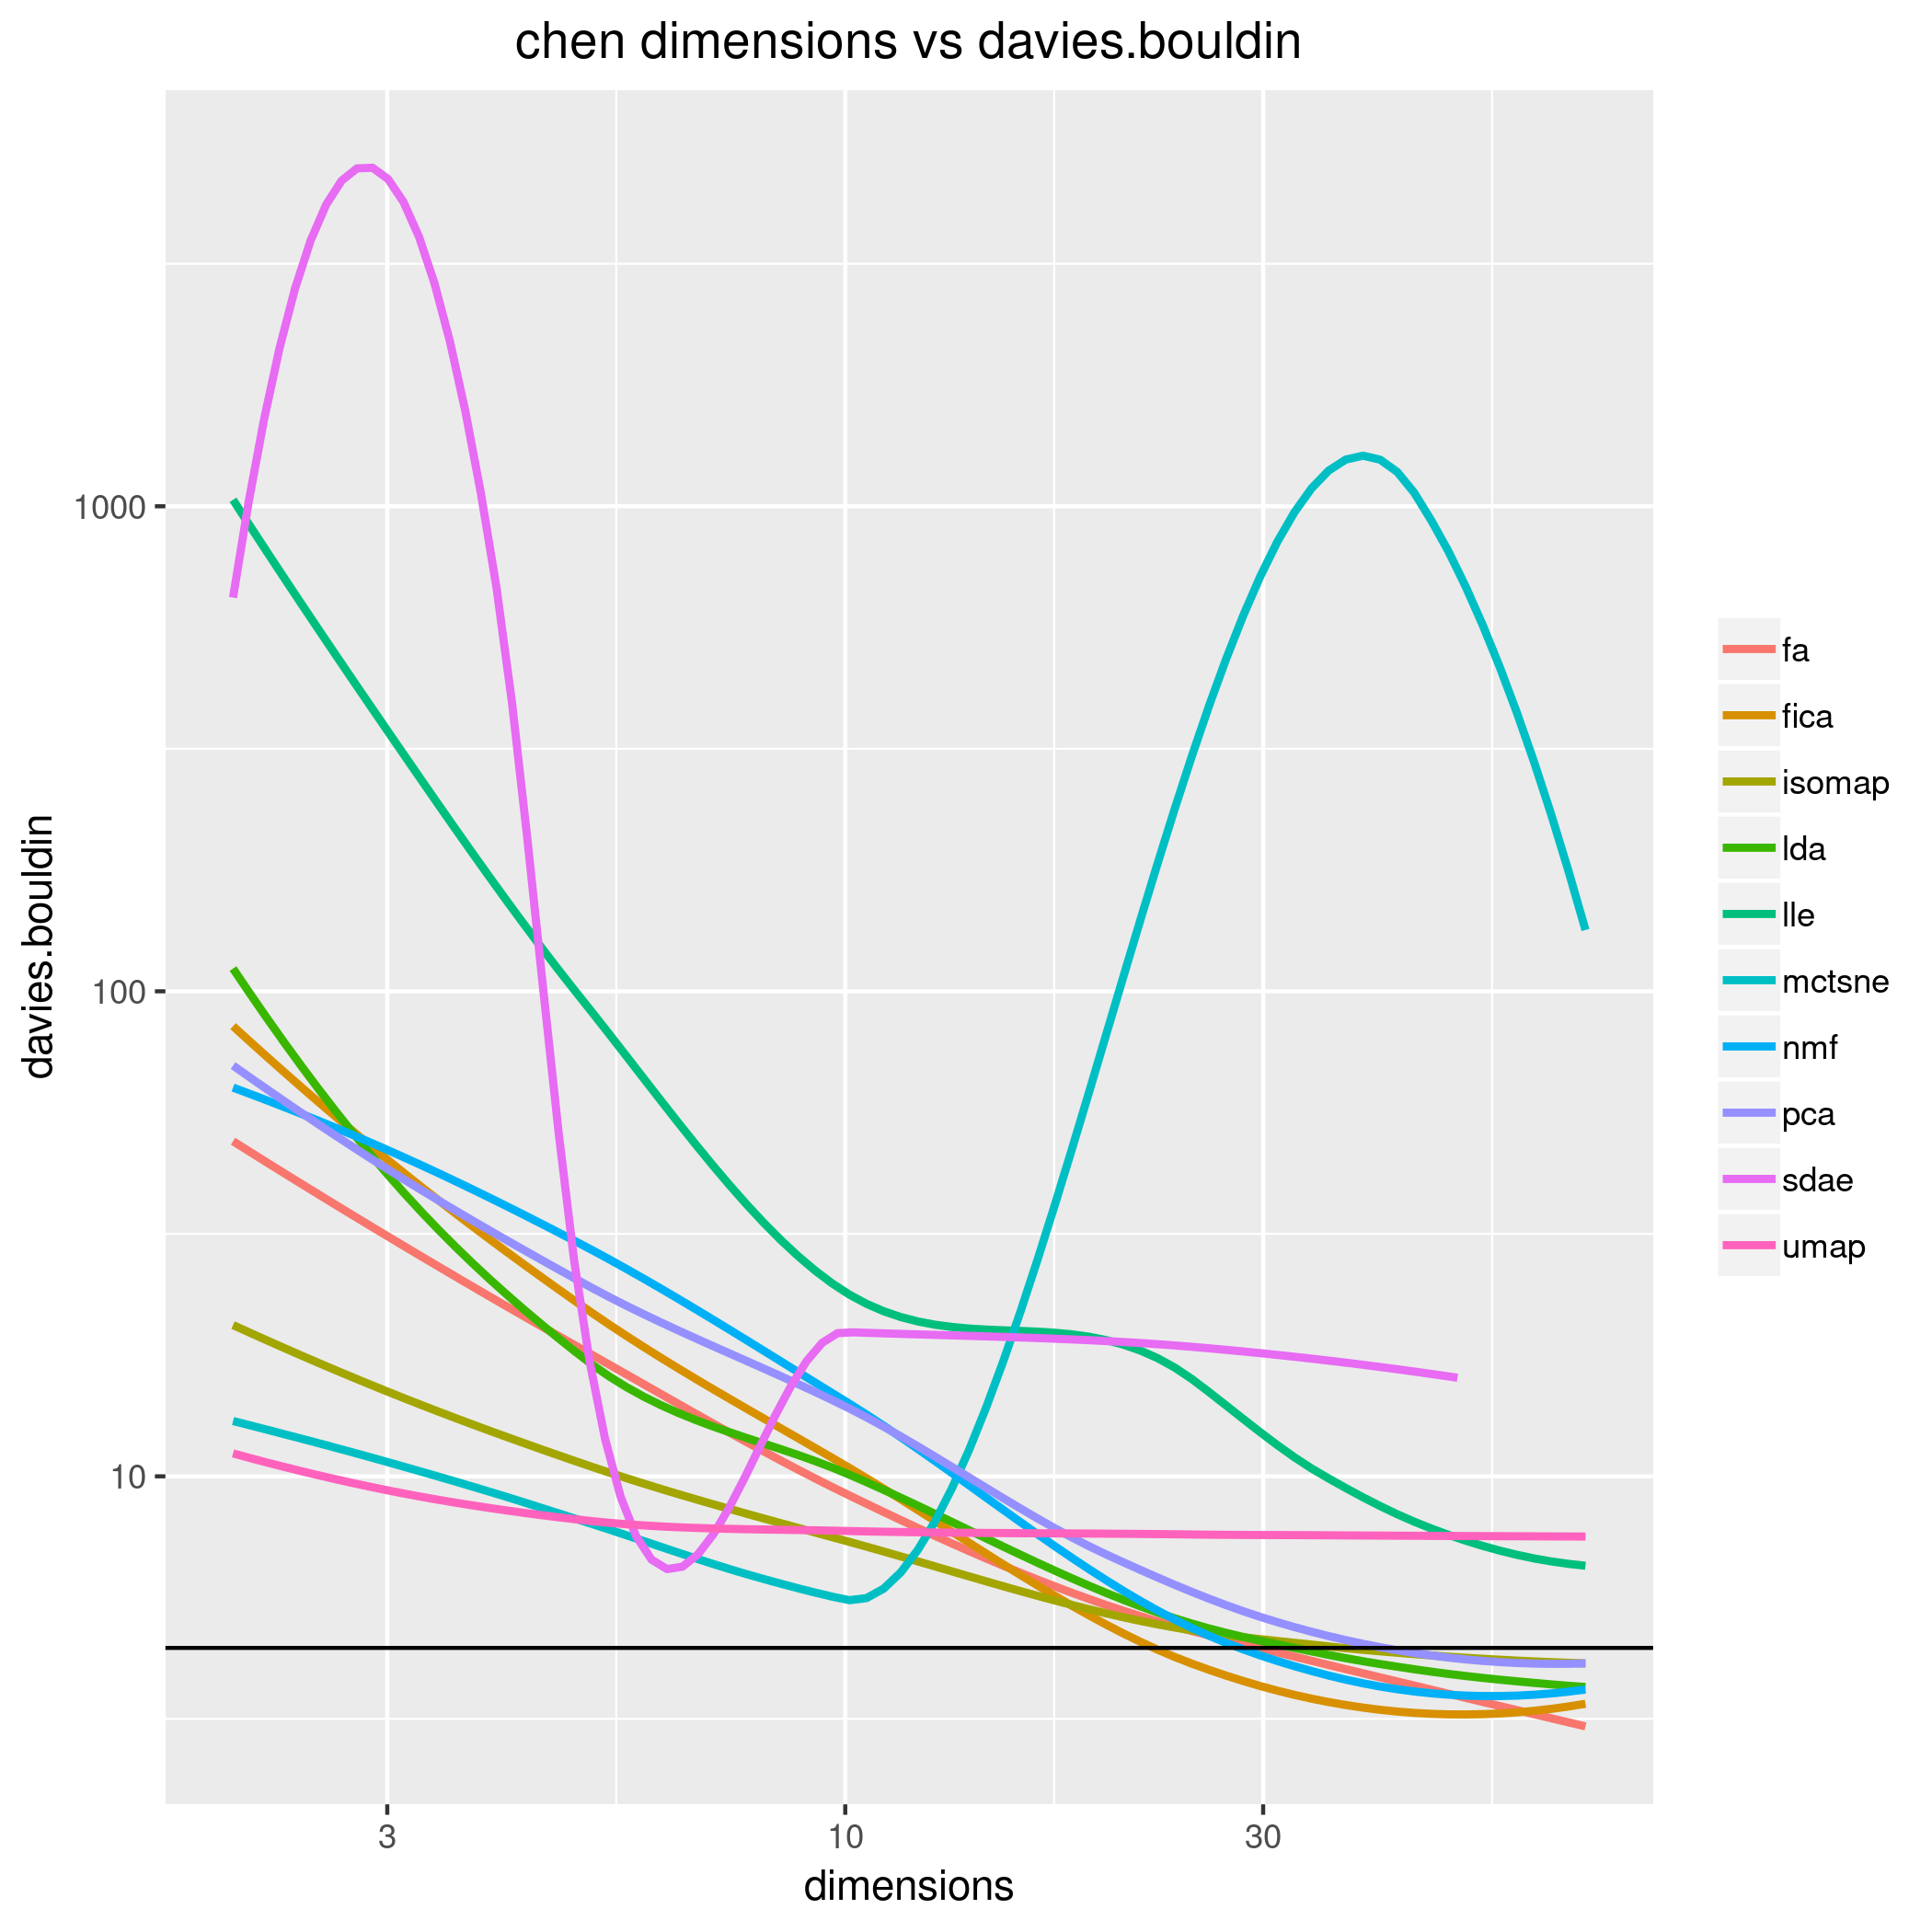 chen dimensions vs davies.bouldin
davies.bouldin
1000
100
10
3
10
30
dimensions
fa
fica
isomap
lda
lle
mctsne
nmf
pca
sdae
umap